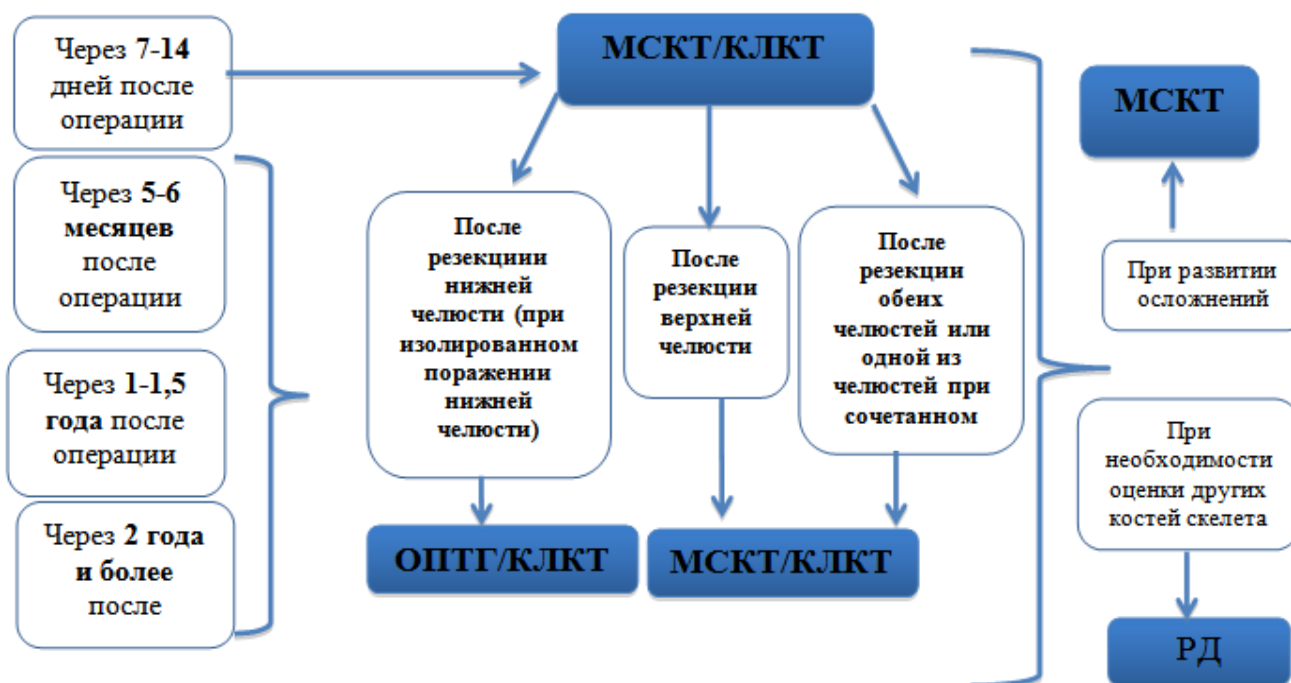 Через 7-14
дней после
операции
МСКТ/КЛКТ
МСКТ
Через 5-6
месяцев
после
операции
Через 1-1,5
года после
операции
Через 2 года
и более
после
После
резекциии
нижней
челюсти (при
изолированном
поражении
нижней
челюсти)
После
резекции
верхней
челюсти
После
резекции
обеих
челюстей или
одной из
челюстей при
сочетанном
При развитии
осложнений
При
необходимости
оценки других
костей скелета
ОПТГ/КЛКТ
МСКТ/КЛКТ
РД